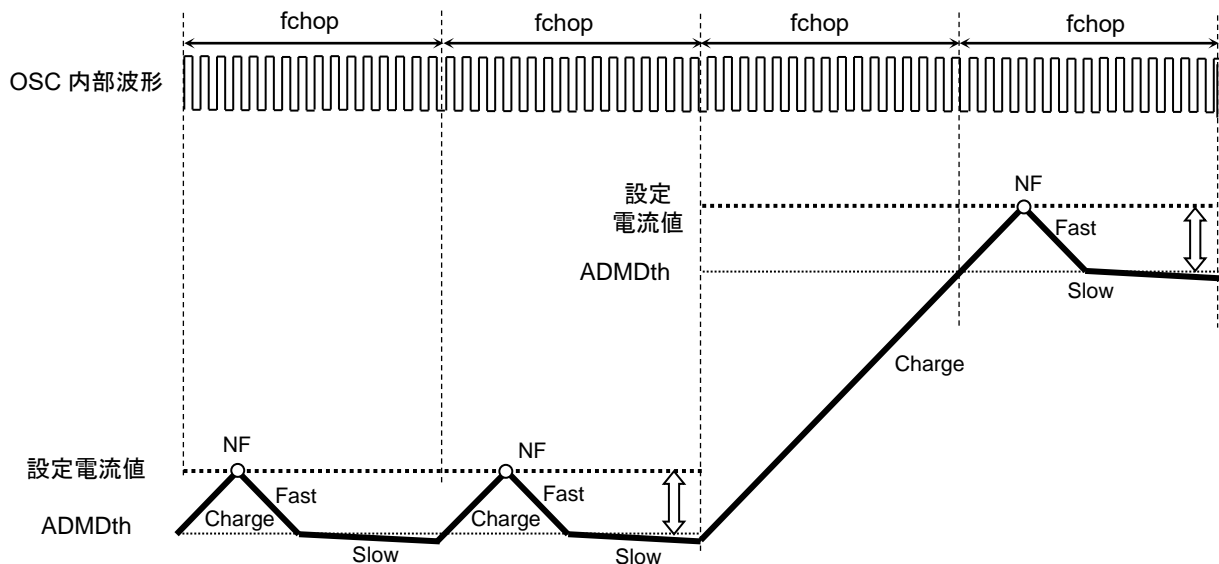 fchop fchop fchop fchop
OSC 内部波形
設定
電流値
NF
Fast
ADMDth
Slow
Charge
設定電流値
NF
NF
Fast
Fast
ADMDth
Charge
Charge
Slow
Slow